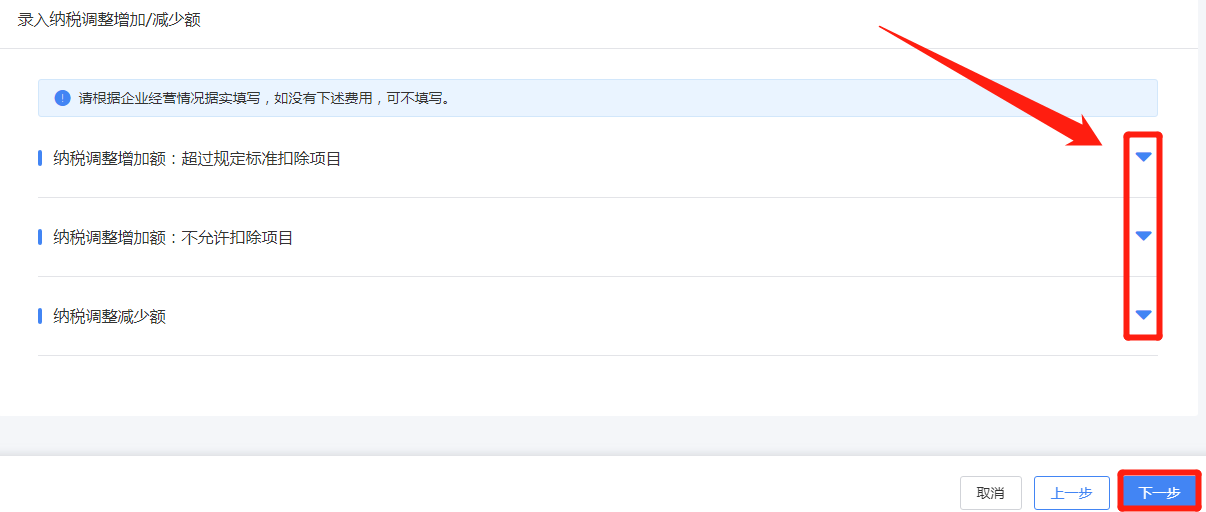 录入纳税调整增加/减少额
请根据企业经营情况据实填写，如没有下述费用，可不填写。
纳税调整增加额：超过规定标准扣除项目
纳税调整增加额：不允许扣除项目
纳税调整减少额
取消
上一步
下一步